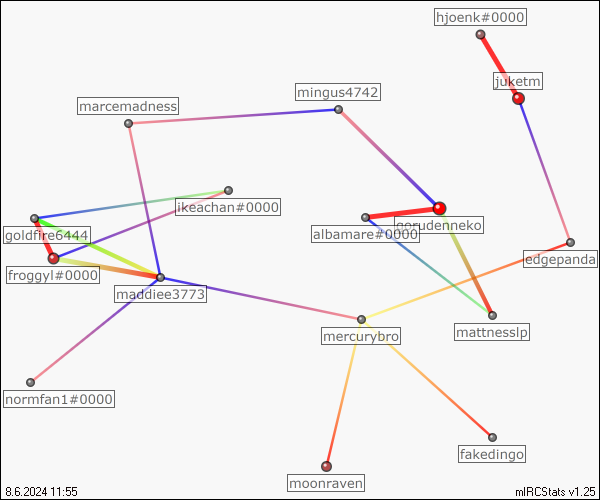 hjoenk#0000
juketm
mingus4742
marcemadness
ikeachan#0000
gorudenneko
albamare#0000
goldfire6444
edgepanda
froggyl#0000
maddiee3773
mattnesslp
mercurybro
normfan1#0000
fakedingo
moonraven
8.6.2024 11:55
mIRCStats v1.25